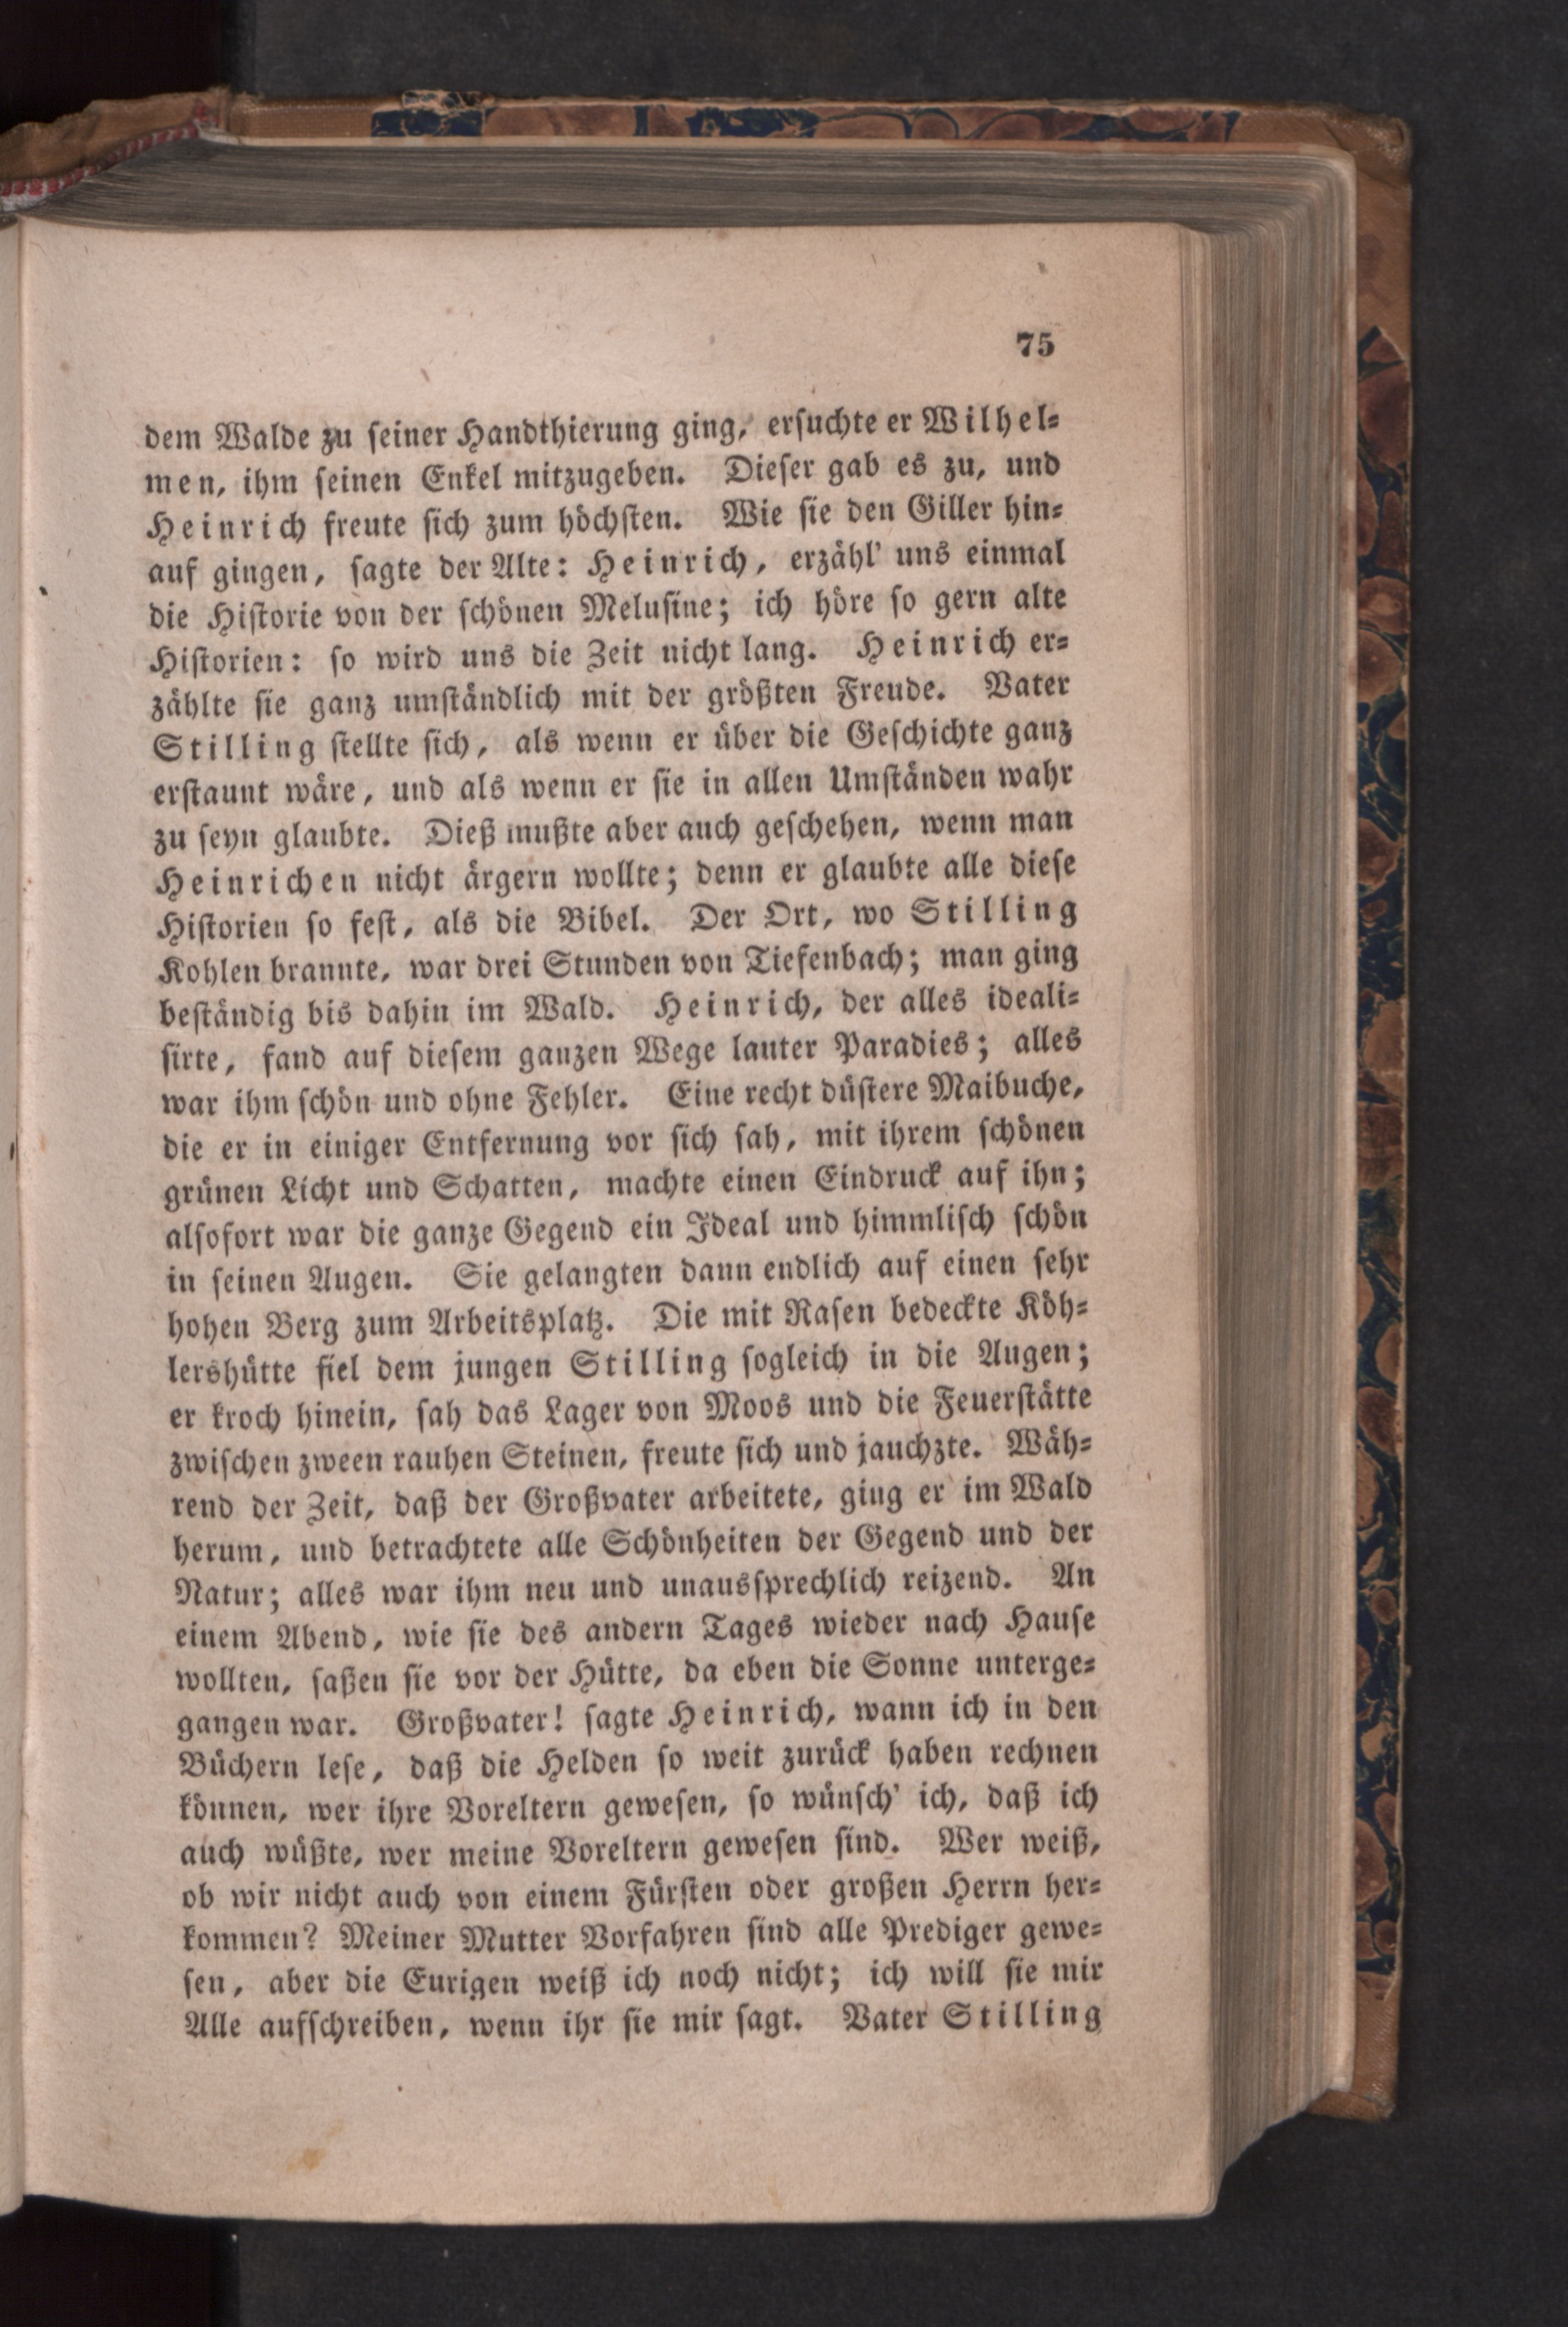 75
dem Walde zu ſeiner Handthierung ging, erſuchte er Wilhel⸗
men, ihm ſeinen Enkel mitzugeben. Dieſer gab es zu, und
Heinrich freute ſich zum höchſten. Wie ſie den Giller hin⸗
auf gingen, ſagte der Alte: Heinrich, erzähl' uns einmal
die Hiſtorie von der ſchönen Meluſine; ich höre ſo gern alte
Hiſtorien: ſo wird uns die Zeit nicht lang. Heinrich er⸗
zählte ſie ganz umſtändlich mit der größten Freude. Vater
Stilling ſtellte ſich, als wenn er über die Geſchichte ganz
erſtaunt wäre, und als wenn er ſie in allen Umſtänden wahr
zu ſeyn glaubte. Dieß mußte aber auch geſchehen, wenn man
Heinrichen nicht ärgern wollte; denn er glaubte alle dieſe
Hiſtorien ſo feſt, als die Bibel. Der Ort, wo Stilling
Kohlen brannte, war drei Stunden von Tiefenbach; man ging
beſtändig bis dahin im Wald. Heinrich, der alles ideali⸗
ſirte, fand auf dieſem ganzen Wege lauter Paradies; alles
war ihm ſchön und ohne Fehler. Eine recht düſtere Maibuche,
die er in einiger Entfernung vor ſich ſah, mit ihrem ſchönen
grünen Licht und Schatten, machte einen Eindruck auf ihn;
alſofort war die ganze Gegend ein Ideal und himmliſch ſchön
in ſeinen Augen. Sie gelangten dann endlich auf einen ſehr
hohen Berg zum Arbeitsplatz. Die mit Raſen bedeckte Köh⸗
lershütte fiel dem jungen Stilling ſogleich in die Augen;
er kroch hinein, ſah das Lager von Moos und die Feuerſtätte
zwiſchen zween rauhen Steinen, freute ſich und jauchzte. Wäh⸗
rend der Zeit, daß der Großvater arbeitete, ging er im Wald
herum, und betrachtete alle Schönheiten der Gegend und der
Natur; alles war ihm neu und unausſprechlich reizend. An
einem Abend, wie ſie des andern Tages wieder nach Hauſe
wollten, ſaßen ſie vor der Hütte, da eben die Sonne unterge⸗
gangen war. Großvater! ſagte Heinrich, wann ich in den
Büchern leſe, daß die Helden ſo weit zurück haben rechnen
können, wer ihre Voreltern geweſen, ſo wünſch' ich, daß ich
auch wüßte, wer meine Voreltern geweſen ſind. Wer weiß,
ob wir nicht auch von einem Fürſten oder großen Herrn her⸗
kommen? Meiner Mutter Vorfahren ſind alle Prediger gewe⸗
ſen, aber die Eurigen weiß ich noch nicht; ich will ſie mir
Alle aufſchreiben, wenn ihr ſie mir ſagt. Vater Stilling